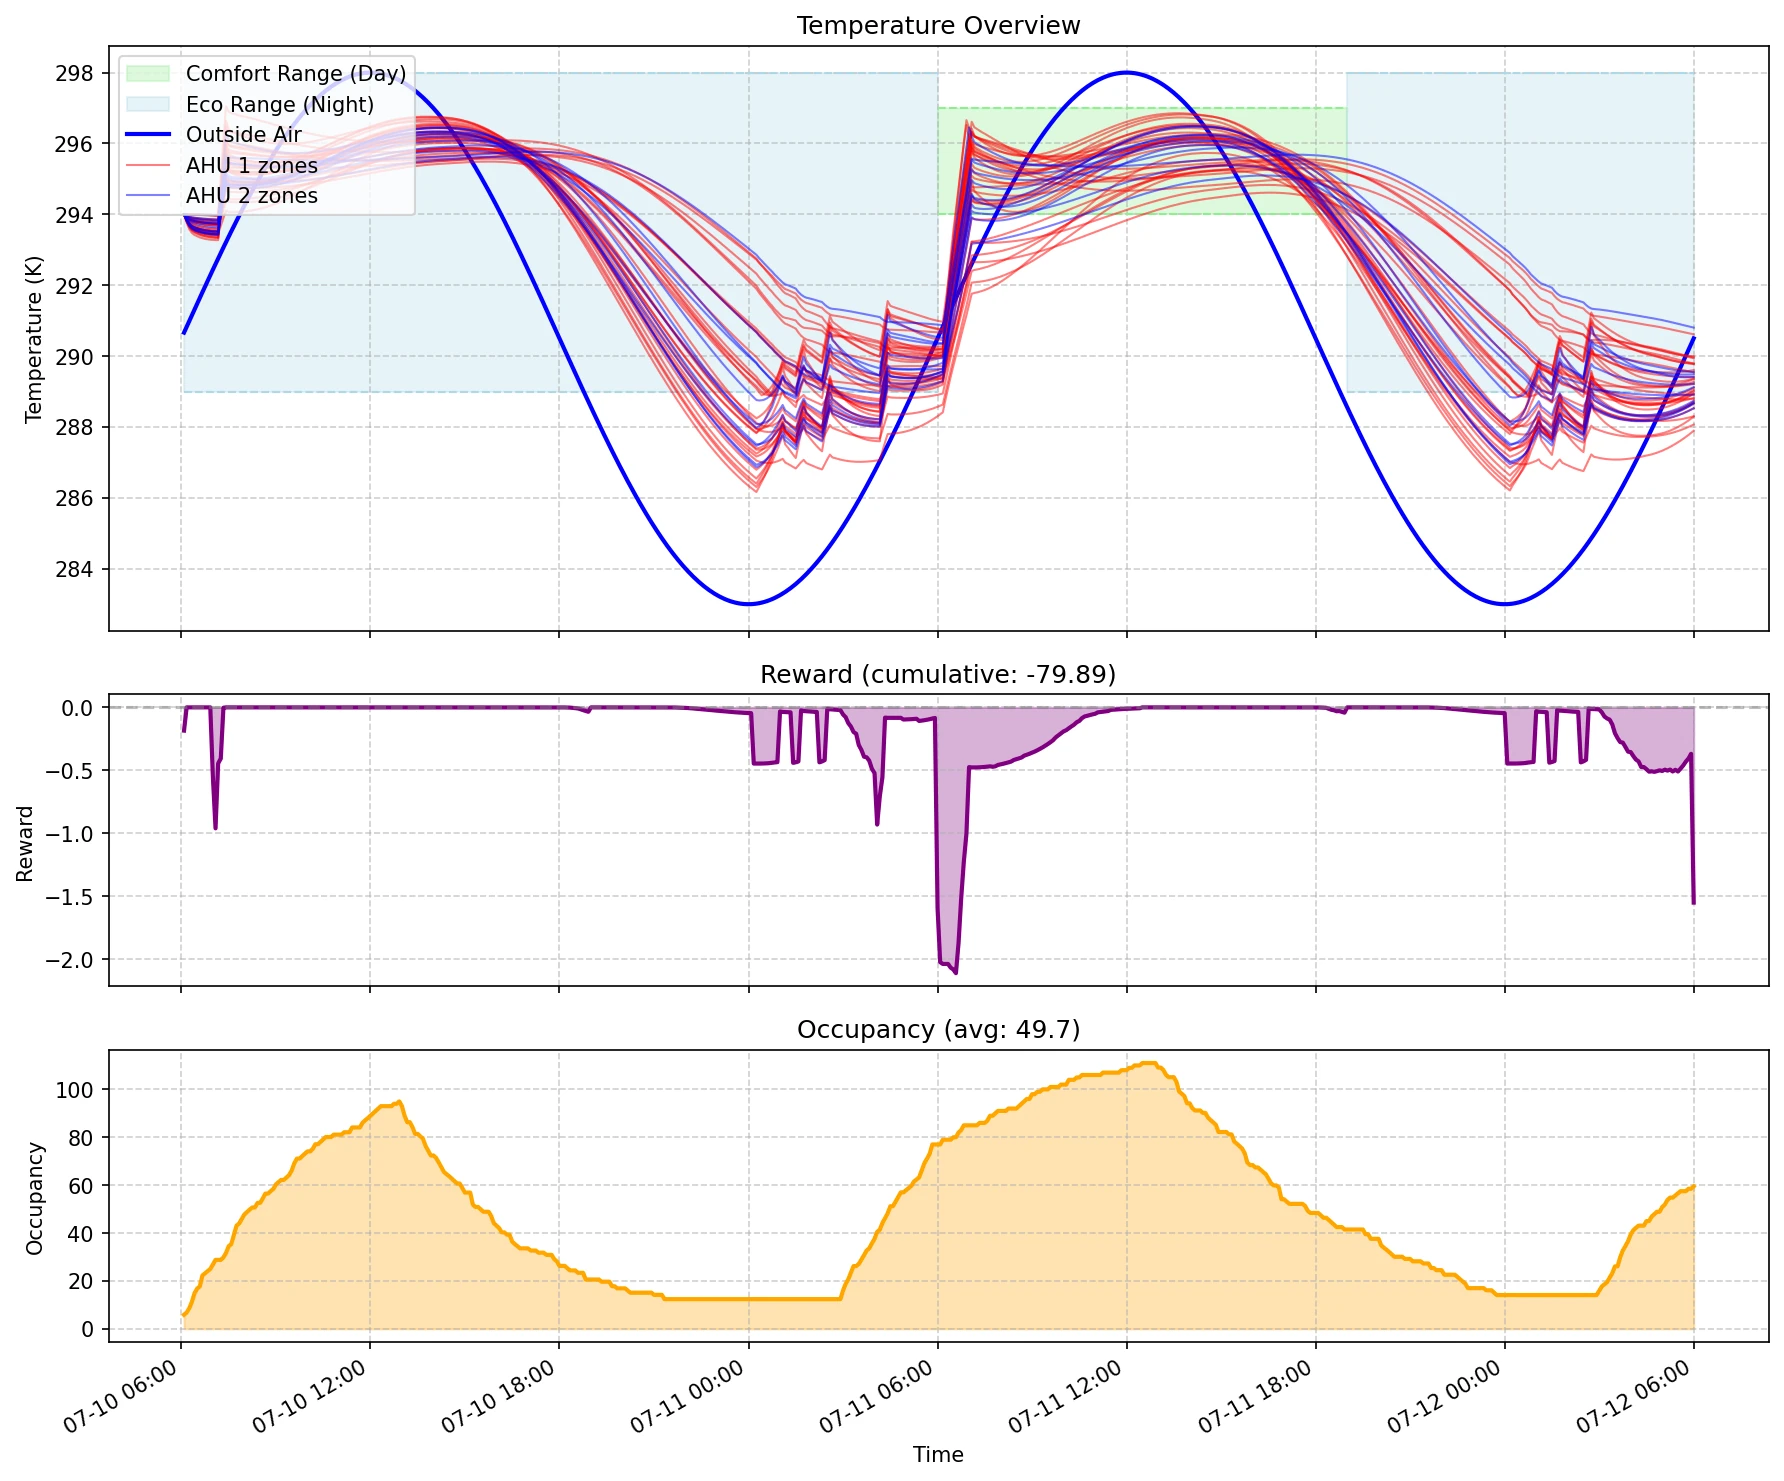 Temperature Overview
Comfort Range (Day)
Eco Range (Night)
Outside Air
AHU 1 zones
AHU 2 zones
298
296
294
292
290
288
286
284
Temperature (K)
Reward (cumulative: -79.89)
0.0
−0.5
−1.0
−1.5
−2.0
Reward
Occupancy (avg: 49.7)
100
80
60
40
20
0
Occupancy
07-10 06:00
07-10 12:00
07-10 18:00
07-11 00:00
07-11 06:00
07-11 12:00
07-11 18:00
07-12 00:00
07-12 06:00
Time